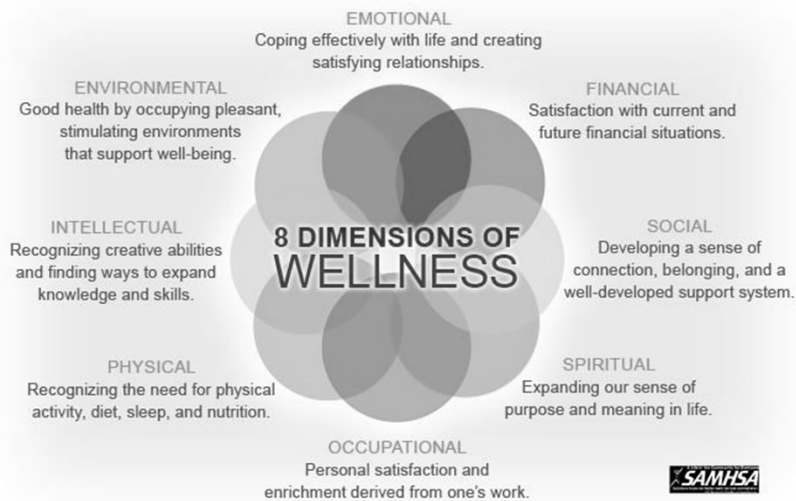 EMOTIONAL
Coping effectively with life and creating
satisfying relationships.
ENVIRONMENTAL
Good health by occupying pleasant,
stimulating environments
that support well-being.
FINANCIAL
Satisfaction with current and
future financial situations.
8 DIMENSIONS OF
WELLNESS
INTELLECTUAL
Recognizing creative abilities
and finding ways to expand
knowledge and skills.
SOCIAL
Developing a sense of
connection, belonging, and a
well-developed support system.
PHYSICAL
Recognizing the need for physical
activity, diet, sleep, and nutrition.
SPIRITUAL
Expanding our sense of
purpose and meaning in life.
OCCUPATIONAL
Personal satisfaction and
enrichment derived from one's work.
SAMHSA